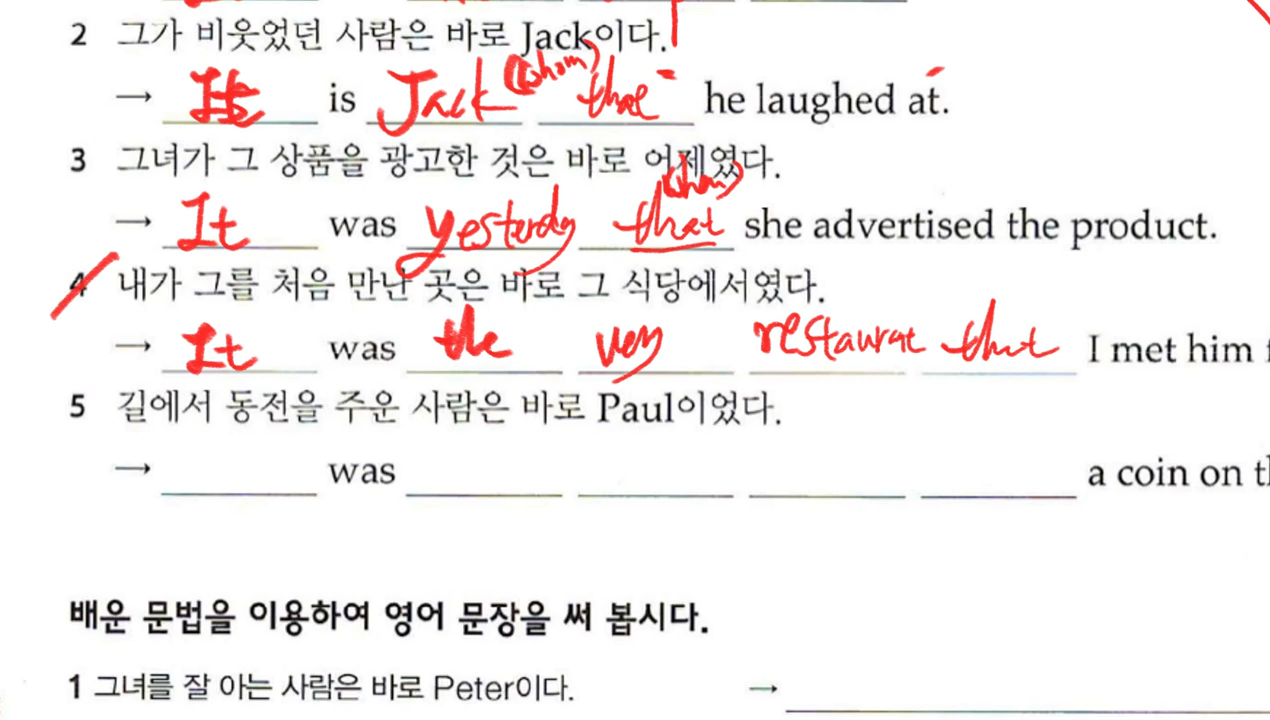 2 그가 비웃었던 사람은 바로 Jack이다.
→ It is Jack (whom) that he laughed at.
3 그녀가 그 상품을 광고한 것은 바로 어제였다.
→ It was yesterdy that she advertised the product.
4 내가 그를 처음 만난 곳은 바로 그 식당에서였다.
→ It was the very restaurat that I met him
5 길에서 동전을 주운 사람은 바로 Paul이었다.
→ was a coin on
배운 문법을 이용하여 영어 문장을 써 봅시다.
1 그녀를 잘 아는 사람은 바로 Peter이다. →